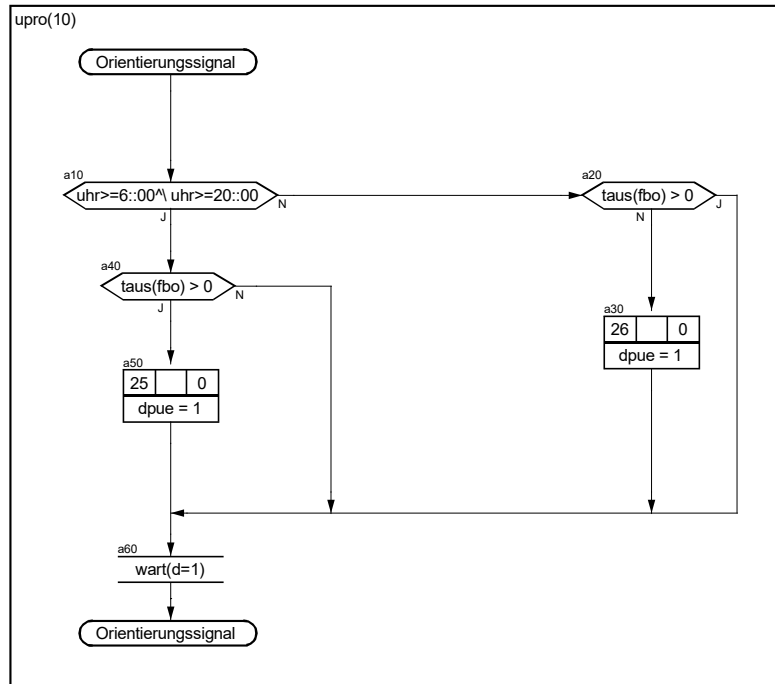 upro(10)
Orientierungssignal
a10
uhr>=6::00^\ uhr>=20::00
N
J
a20
taus(fbo) > 0
N
J
a40
taus(fbo) > 0
N
J
a30
26 0
dpue = 1
a50
25 0
dpue = 1
a60
wart(d=1)
Orientierungssignal